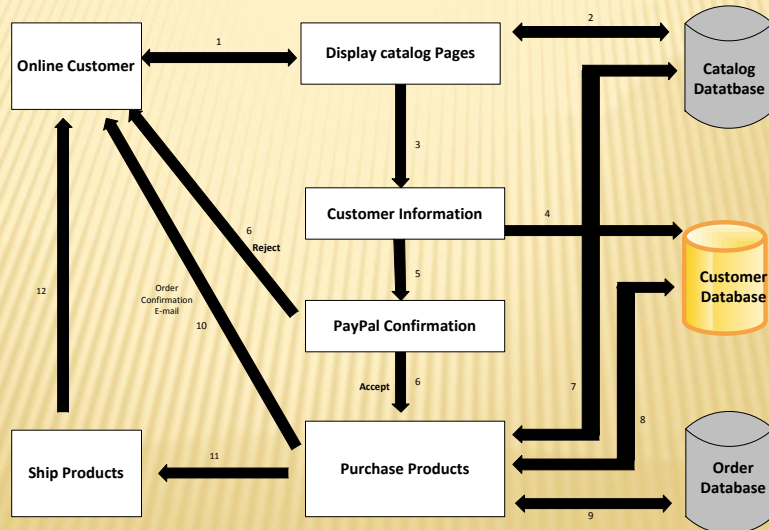 1
2
Online Customer
Display catalog Pages
Catalog
Datatbase
3
Customer Information
4
6
Reject
5
Customer
Database
12
Order
Confirmation
E-mail
10
PayPal Confirmation
Accept
6
7
8
Ship Products
11
Purchase Products
Order
Database
9